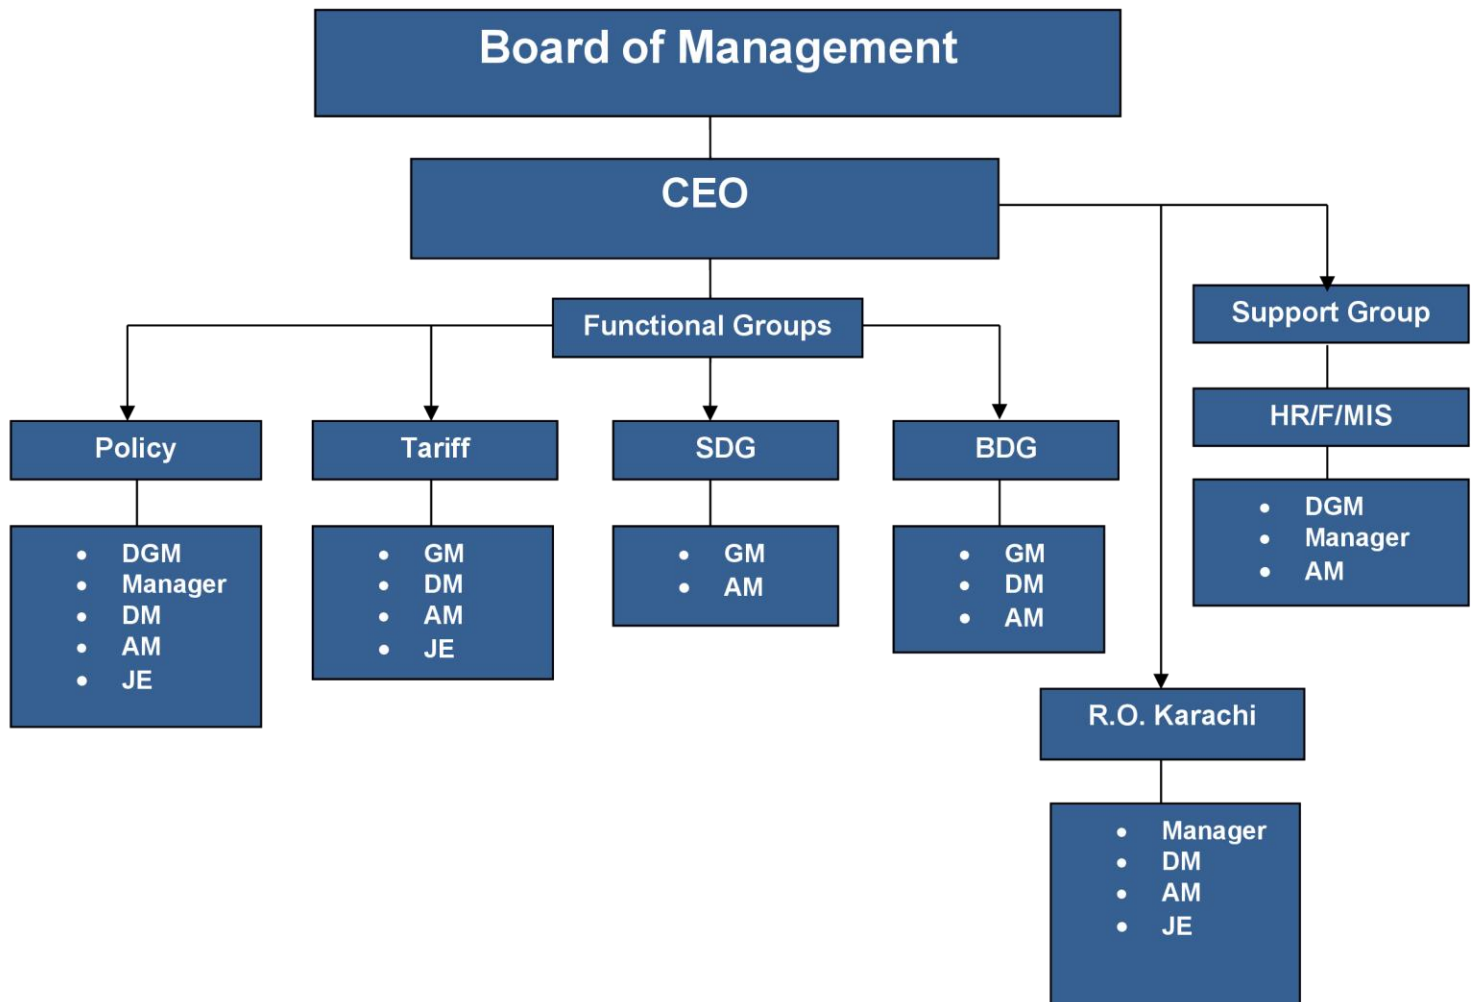 Board of Management
CEO
Functional Groups
Support Group
HR/F/MIS
• DGM
• Manager
• AM
Policy
• DGM
• Manager
• DM
• AM
• JE
Tariff
• GM
• DM
• AM
• JE
SDG
• GM
• AM
BDG
• GM
• DM
• AM
R.O. Karachi
• Manager
• DM
• AM
• JE